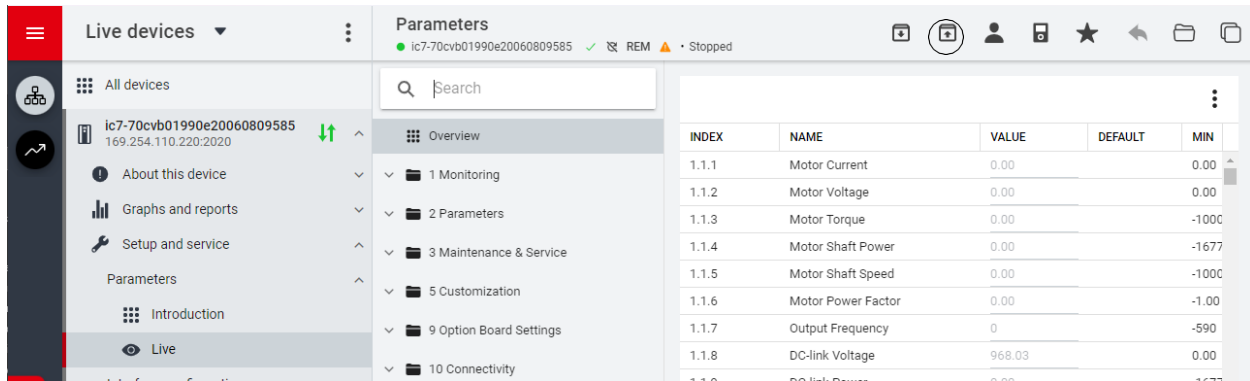 Live devices
Parameters
ic7-70cvb01990e20060809585 REM • Stopped
All devices
ic7-70cvb01990e20060809585
169.254.110.220:2020
About this device
Graphs and reports
Setup and service
Parameters
Introduction
Live
Search
Overview
1 Monitoring
2 Parameters
3 Maintenance & Service
5 Customization
9 Option Board Settings
10 Connectivity
INDEX NAME VALUE DEFAULT MIN
1.1.1 Motor Current 0.00 0.00
1.1.2 Motor Voltage 0.00 0.00
1.1.3 Motor Torque 0.00 -1000
1.1.4 Motor Shaft Power 0.00 -1677
1.1.5 Motor Shaft Speed 0.00 -1000
1.1.6 Motor Power Factor 0.00 -1.00
1.1.7 Output Frequency 0 -590
1.1.8 DC-link Voltage 968.03 0.00